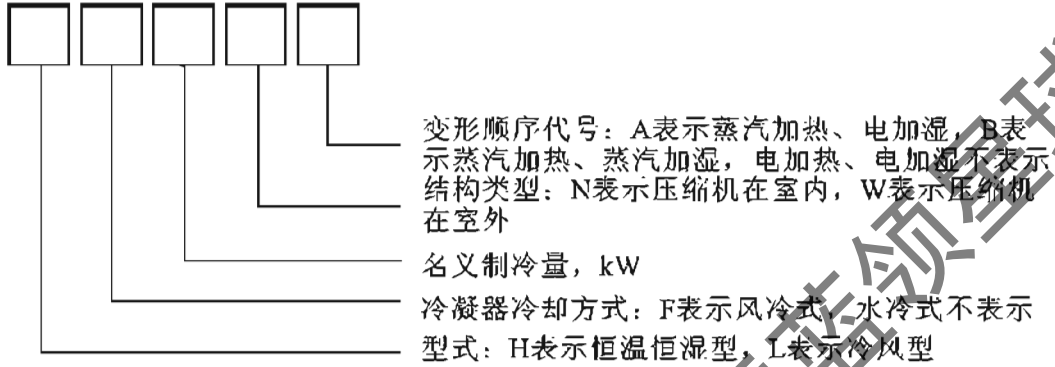 变形顺序代号：A表示蒸汽加热、电加湿，B表
示蒸汽加热、蒸汽加湿，电加热、电加湿不表示
结构类型：N表示压缩机在室内，W表示压缩机
在室外
名义制冷量，kW
冷凝器冷却方式：F表示风冷式，水冷式不表示
型式：H表示恒温恒湿型，L表示冷风型
蓝领星球